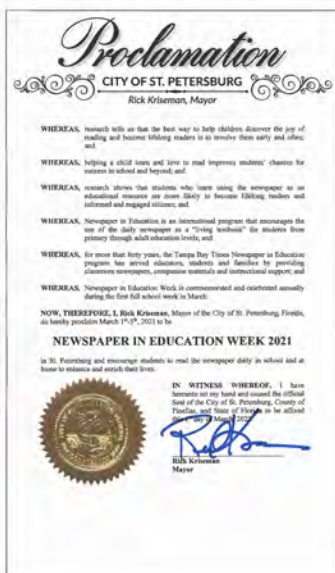 Proclamation
CITY OF ST. PETERSBURG
Rick Kriseman, Mayor
WHEREAS, research tells us that the best way to help children discover the joy of
reading and become lifelong readers is to involve them early and often;
and
WHEREAS, helping a child learn and love to read improves students' chances for
success in school and beyond; and
WHEREAS, research shows that students who learn using the newspaper as an
educational resource are more likely to become lifelong readers and
informed and engaged citizens; and
WHEREAS, Newspaper in Education is an international program that encourages the
use of the daily newspaper as a "living textbook" for students from
primary through adult education levels; and
WHEREAS, for more than forty years, the Tampa Bay Times Newspaper in Education
program has served educators, students and families by providing
classroom newspapers, companion materials and instructional support; and
WHEREAS, Newspaper in Education Week is commemorated and celebrated annually
during the first full school week in March:
NOW, THEREFORE, I, Rick Kriseman, Mayor of the City of St. Petersburg, Florida,
do hereby proclaim March 1st-5th, 2021 to be
NEWSPAPER IN EDUCATION WEEK 2021
in St. Petersburg and encourage students to read the newspaper daily in school and at
home to enhance and enrich their lives.
IN WITNESS WHEREOF, I have
hereunto set my hand and caused the official
Seal of the City of St. Petersburg, County of
Pinellas, and State of Florida to be affixed
this day of March 2021
Rick Kriseman
Mayor